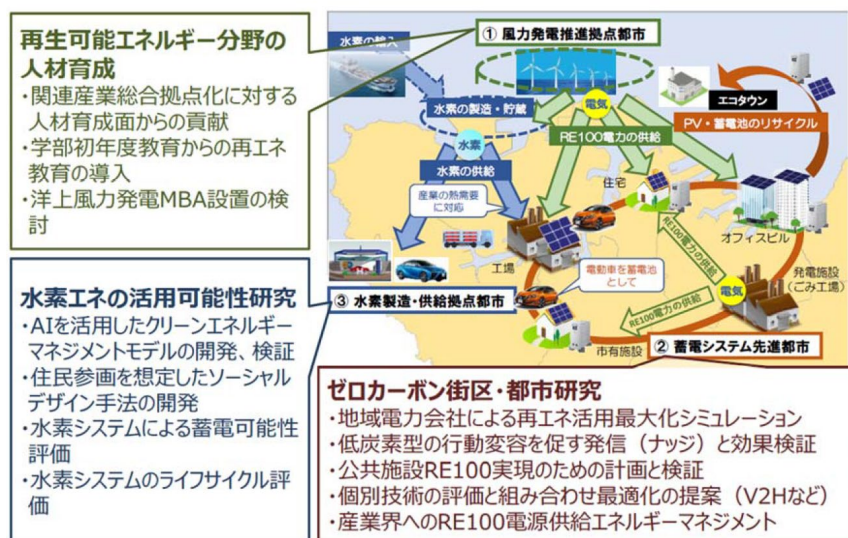 再生可能エネルギー分野の
人材育成
・関連産業総合拠点化に対する
人材育成面からの貢献
・学部初年度教育からの再エネ
教育の導入
・洋上風力発電MBA設置の検
討
水素エネの活用可能性研究
・AIを活用したクリーンエネルギー
マネジメントモデルの開発、検証
・住民参画を想定したソーシャル
デザイン手法の開発
・水素システムによる蓄電可能性
評価
・水素システムのライフサイクル評
価
水素の輸入
① 風力発電推進拠点都市
電気
エコタウン
水素の製造・貯蔵
RE100電力の供給
PV・蓄電池のリサイクル
水素
水素の供給
住宅
産業の熱需要
に対応
オフィスビル
工場
RE100電力の供給
発電施設
（ごみ工場）
電動車を蓄電池
として
電気
③ 水素製造・供給拠点都市
RE100電力の供給
市有施設
② 蓄電システム先進都市
ゼロカーボン街区・都市研究
・地域電力会社による再エネ活用最大化シミュレーション
・低炭素型の行動変容を促す発信（ナッジ）と効果検証
・公共施設RE100実現のための計画と検証
・個別技術の評価と組み合わせ最適化の提案（V2Hなど）
・産業界へのRE100電源供給エネルギーマネジメント